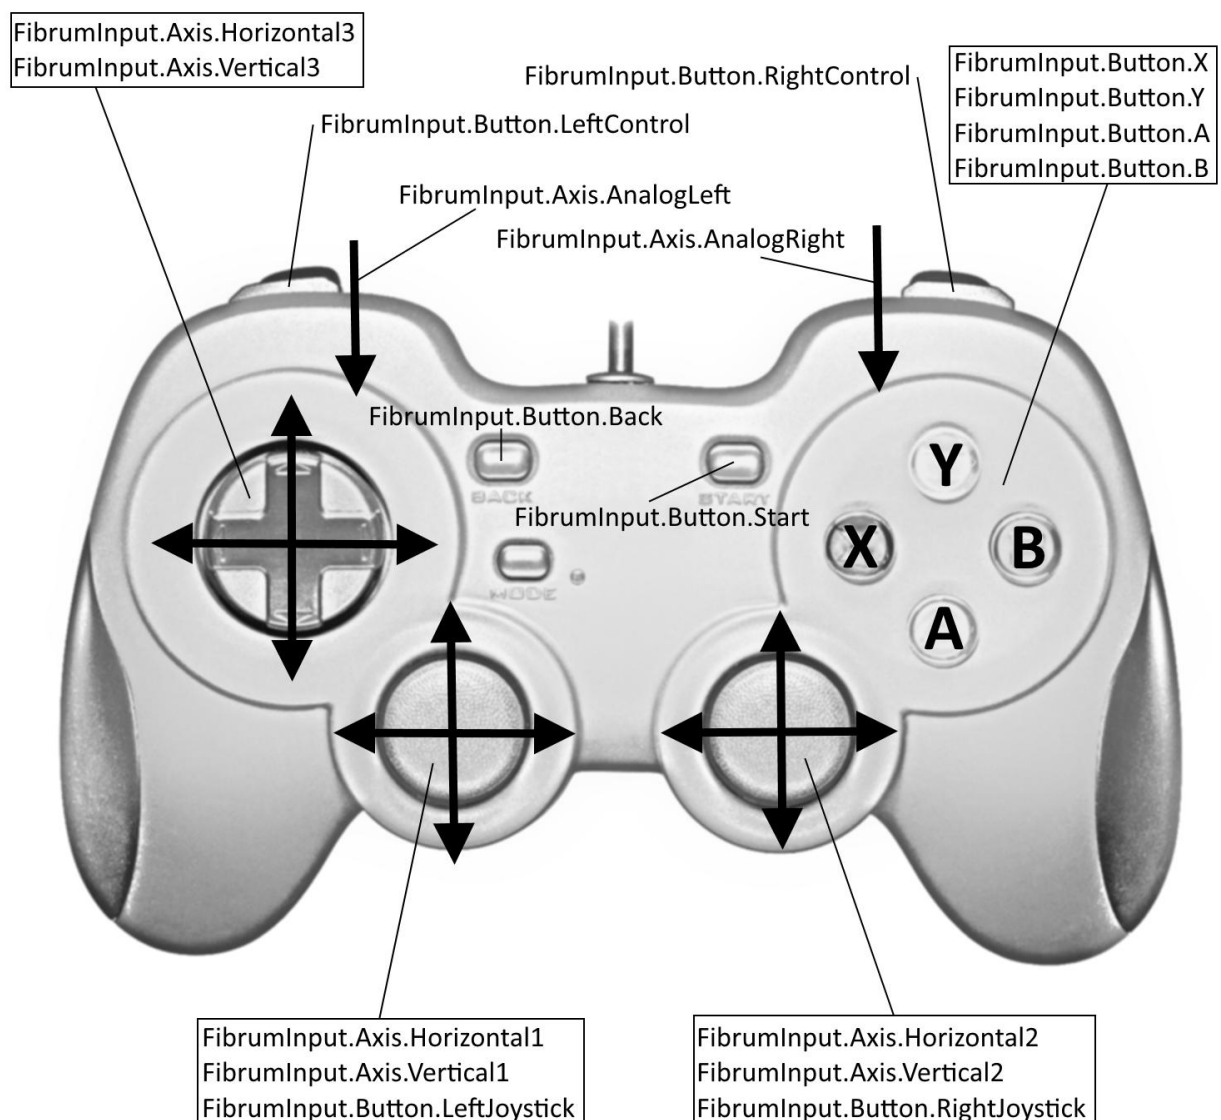 FibrumInput.Axis.Horizontal3
FibrumInput.Axis.Vertical3
FibrumInput.Button.X
FibrumInput.Button.Y
FibrumInput.Button.A
FibrumInput.Button.B
FibrumInput.Button.RightControl
FibrumInput.Button.LeftControl
FibrumInput.Axis.AnalogLeft
FibrumInput.Axis.AnalogRight
FibrumInput.Button.Back
BACK
START
FibrumInput.Button.Start
MODE
Y
X
B
A
FibrumInput.Axis.Horizontal1
FibrumInput.Axis.Vertical1
FibrumInput.Button.LeftJoystick
FibrumInput.Axis.Horizontal2
FibrumInput.Axis.Vertical2
FibrumInput.Button.RightJoystick